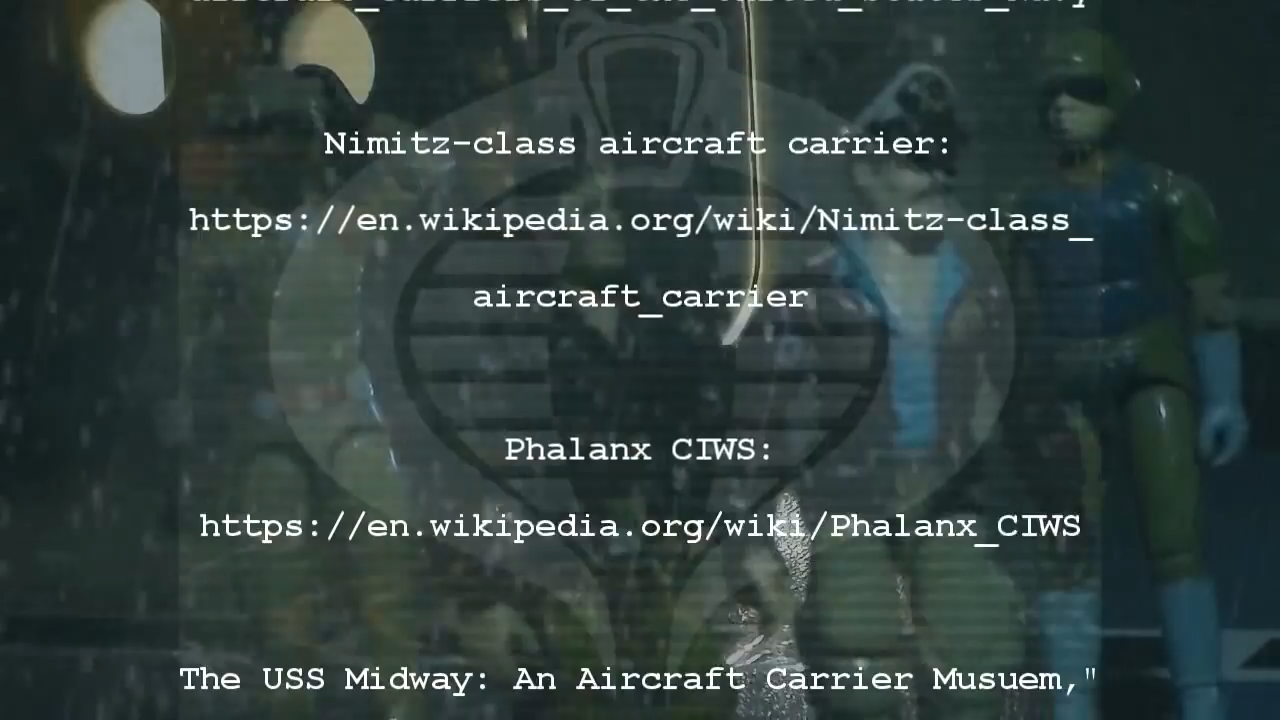 Nimitz-class aircraft carrier:
https://en.wikipedia.org/wiki/Nimitz-class_
aircraft_carrier
Phalanx CIWS:
https://en.wikipedia.org/wiki/Phalanx_CIWS
The USS Midway: An Aircraft Carrier Musuem,"